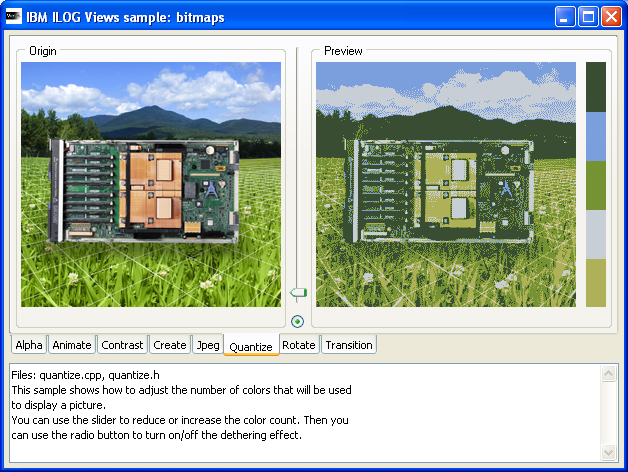 IBM ILOG Views sample: bitmaps
Origin
Preview
Alpha
Animate
Contrast
Create
Jpeg
Quantize
Rotate
Transition
Files: quantize.cpp, quantize.h
This sample shows how to adjust the number of colors that will be used
to display a picture.
You can use the slider to reduce or increase the color count. Then you
can use the radio button to turn on/off the dethering effect.